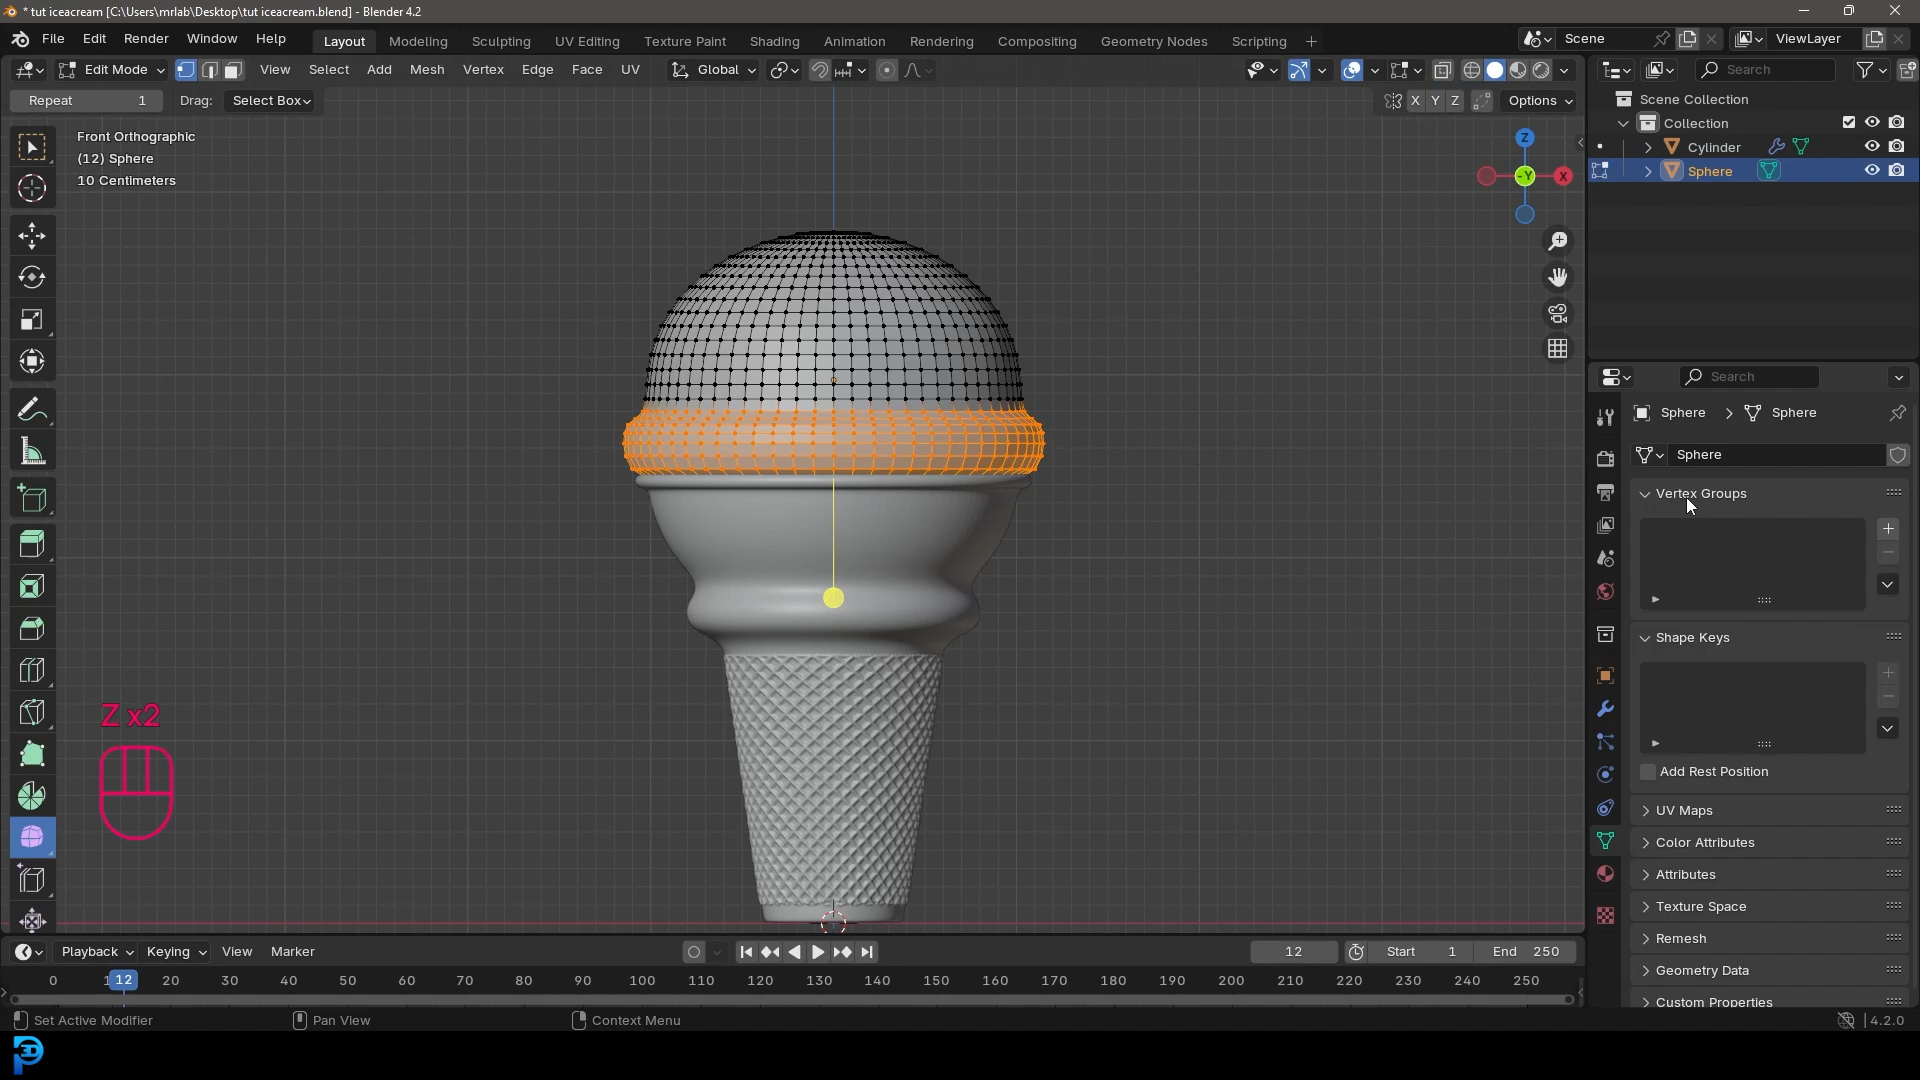 * tut iceacream [C:\Users\mrlab\Desktop\tut iceacream.blend] - Blender 4.2
File Edit Render Window Help Layout Modeling Sculpting UV Editing Texture Paint Shading Animation Rendering Compositing Geometry Nodes Scripting + Scene ViewLayer
Edit Mode View Select Add Mesh Vertex Edge Face UV Global Search
Repeat 1 Drag: Select Box X Y Z Options
Scene Collection
Collection
Cylinder
Sphere
Front Orthographic
(12) Sphere
10 Centimeters
Z
-Y
X
Search
Sphere > Sphere
Sphere
Vertex Groups
Shape Keys
Add Rest Position
UV Maps
Color Attributes
Attributes
Texture Space
Remesh
Geometry Data
Custom Properties
Z x2
Playback Keying View Marker 12 Start 1 End 250
0 1 12 20 30 40 50 60 70 80 90 100 110 120 130 140 150 160 170 180 190 200 210 220 230 240 250
Set Active Modifier Pan View Context Menu 4.2.0